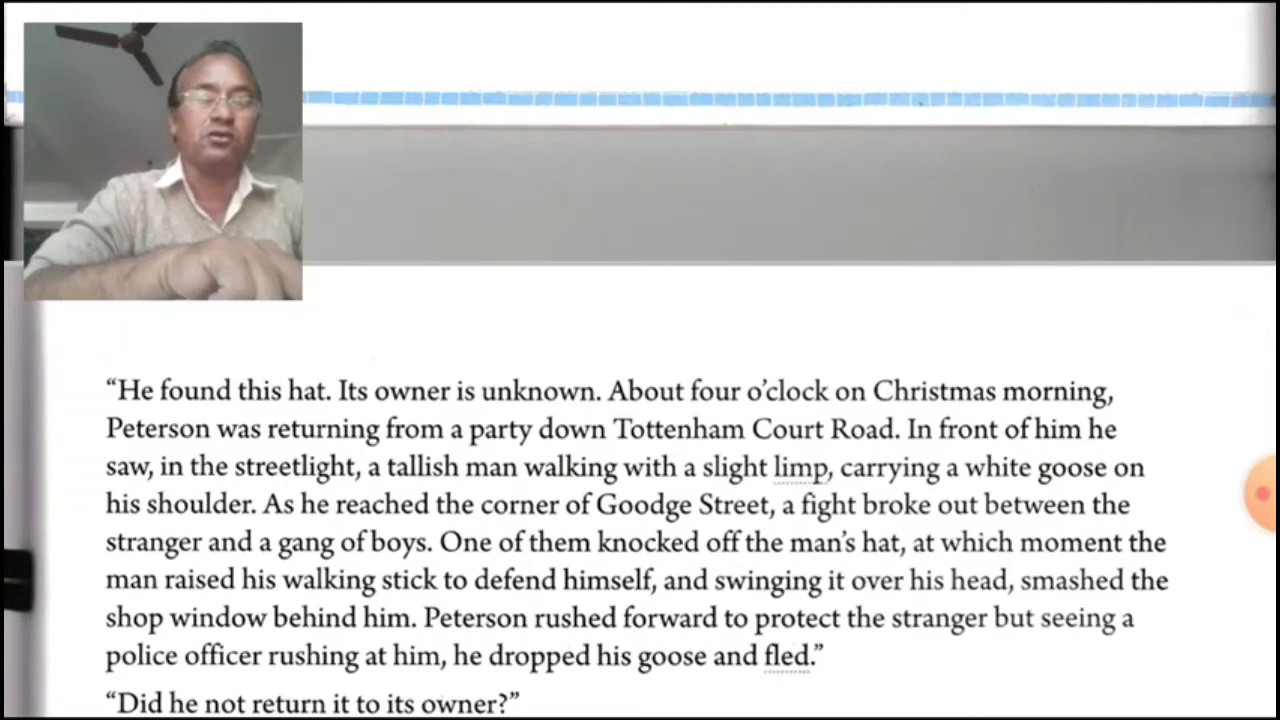 “He found this hat. Its owner is unknown. About four o’clock on Christmas morning,
Peterson was returning from a party down Tottenham Court Road. In front of him he
saw, in the streetlight, a tallish man walking with a slight limp, carrying a white goose on
his shoulder. As he reached the corner of Goodge Street, a fight broke out between the
stranger and a gang of boys. One of them knocked off the man’s hat, at which moment the
man raised his walking stick to defend himself, and swinging it over his head, smashed the
shop window behind him. Peterson rushed forward to protect the stranger but seeing a
police officer rushing at him, he dropped his goose and fled.”
“Did he not return it to its owner?”